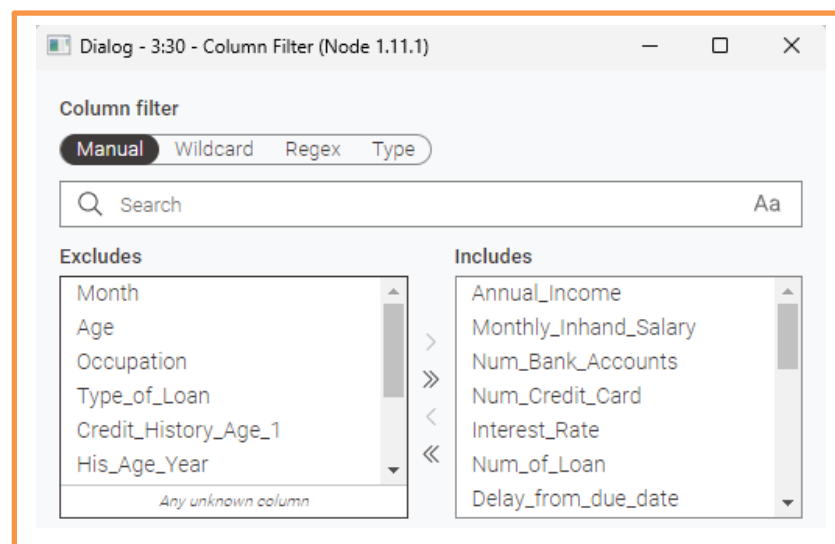 Dialog - 3:30 - Column Filter (Node 1.11.1)
Column filter
Manual Wildcard Regex Type
Search Aa
Excludes
Month
Age
Occupation
Type_of_Loan
Credit_History_Age_1
His_Age_Year
Any unknown column
Includes
Annual_Income
Monthly_Inhand_Salary
Num_Bank_Accounts
Num_Credit_Card
Interest_Rate
Num_of_Loan
Delay_from_due_date